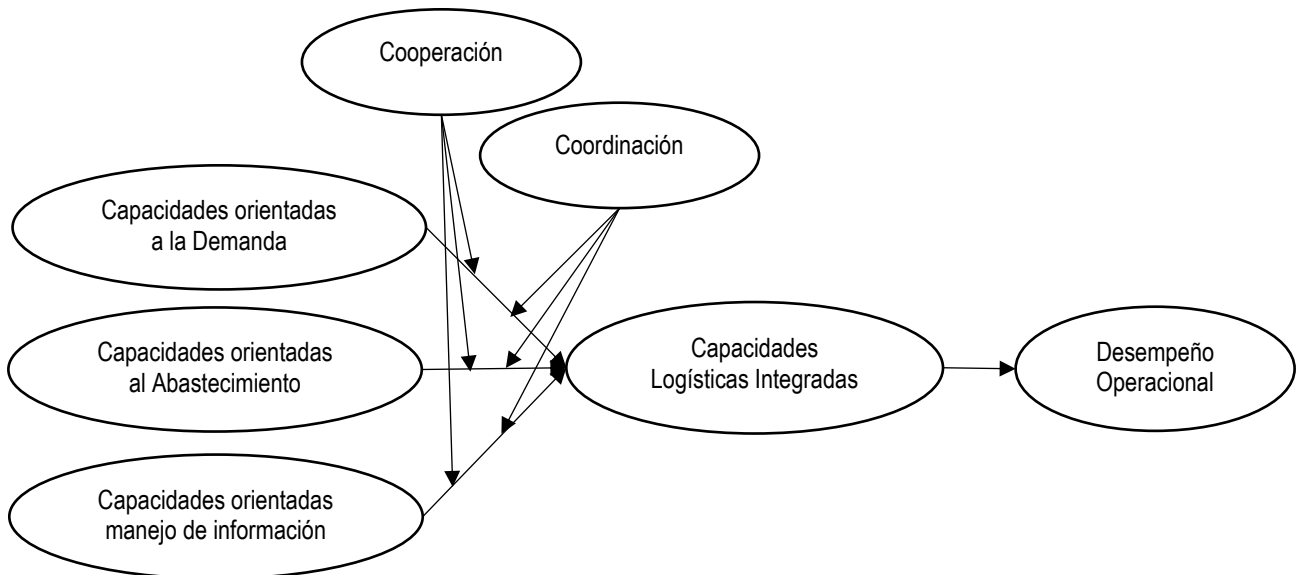 Cooperación
Coordinación
Capacidades orientadas
a la Demanda
Capacidades orientadas
al Abastecimiento
Capacidades
Logísticas Integradas
Desempeño
Operacional
Capacidades orientadas
manejo de información